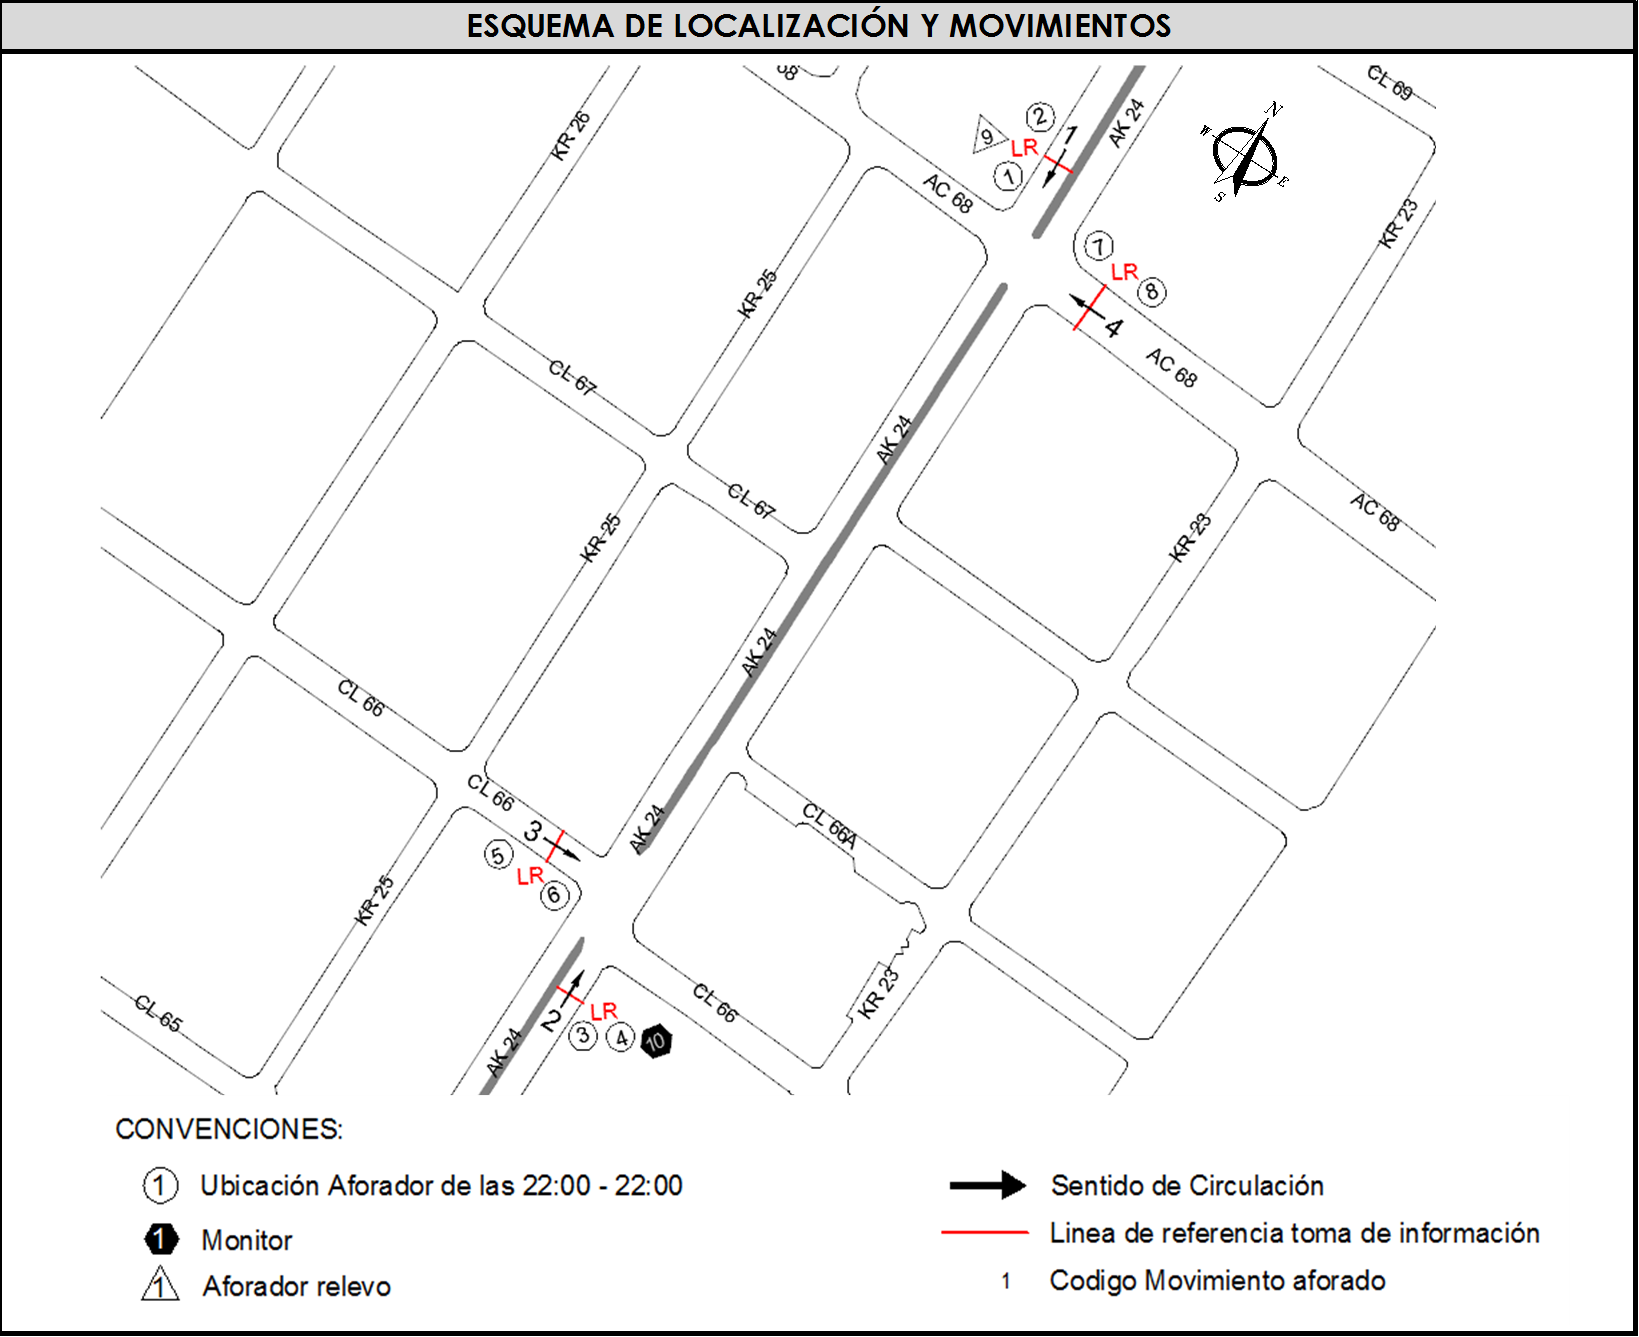 ESQUEMA DE LOCALIZACIÓN Y MOVIMIENTOS
68
CL 69
KR 26
AK 24
N
W
E
S
2
1
9
LR
1
AC 68
KR 23
7
LR
8
4
KR 25
AC 68
CL 67
AK 24
CL 67
AC 68
KR 25
KR 23
AK 24
CL 66
CL 66
3
AK 24
CL 66A
5
LR
6
KR 25
KR 23
CL 65
CL 66
LR
2
3
4
10
AK 24
CONVENCIONES:
1 Ubicación Aforador de las 22:00 - 22:00
1 Monitor
1 Aforador relevo
Sentido de Circulación
Linea de referencia toma de información
1 Codigo Movimiento aforado